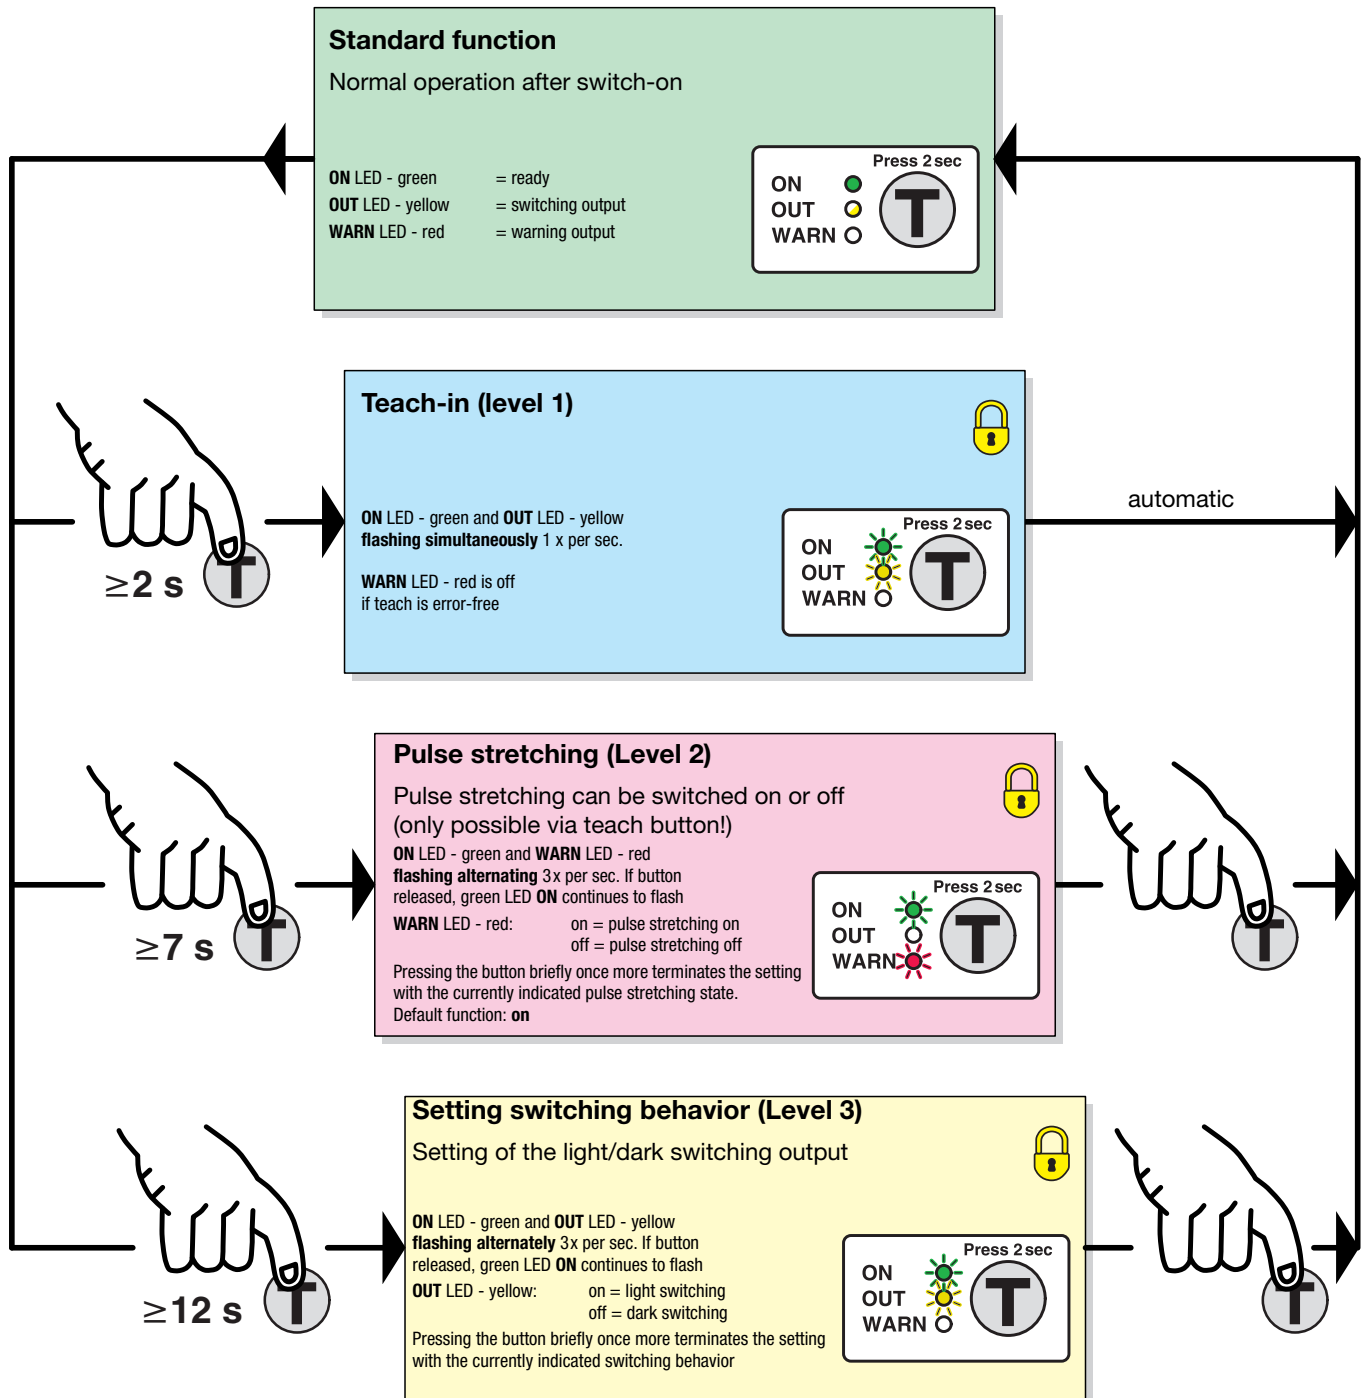 Standard function
Normal operation after switch-on
ON LED - green = ready
OUT LED - yellow = switching output
WARN LED - red = warning output
Press 2 sec
ON
OUT
WARN
T
Teach-in (level 1)
ON LED - green and OUT LED - yellow
flashing simultaneously 1 x per sec.
WARN LED - red is off
if teach is error-free
Press 2 sec
ON
OUT
WARN
T
automatic
≥2 s
T
Pulse stretching (Level 2)
Pulse stretching can be switched on or off
(only possible via teach button!)
ON LED - green and WARN LED - red
flashing alternating 3x per sec. If button
released, green LED ON continues to flash
WARN LED - red: on = pulse stretching on
off = pulse stretching off
Pressing the button briefly once more terminates the setting
with the currently indicated pulse stretching state.
Default function: on
Press 2 sec
ON
OUT
WARN
T
≥7 s
T
T
Setting switching behavior (Level 3)
Setting of the light/dark switching output
ON LED - green and OUT LED - yellow
flashing alternately 3x per sec. If button
released, green LED ON continues to flash
OUT LED - yellow: on = light switching
off = dark switching
Pressing the button briefly once more terminates the setting
with the currently indicated switching behavior
Press 2 sec
ON
OUT
WARN
T
≥12 s
T
T